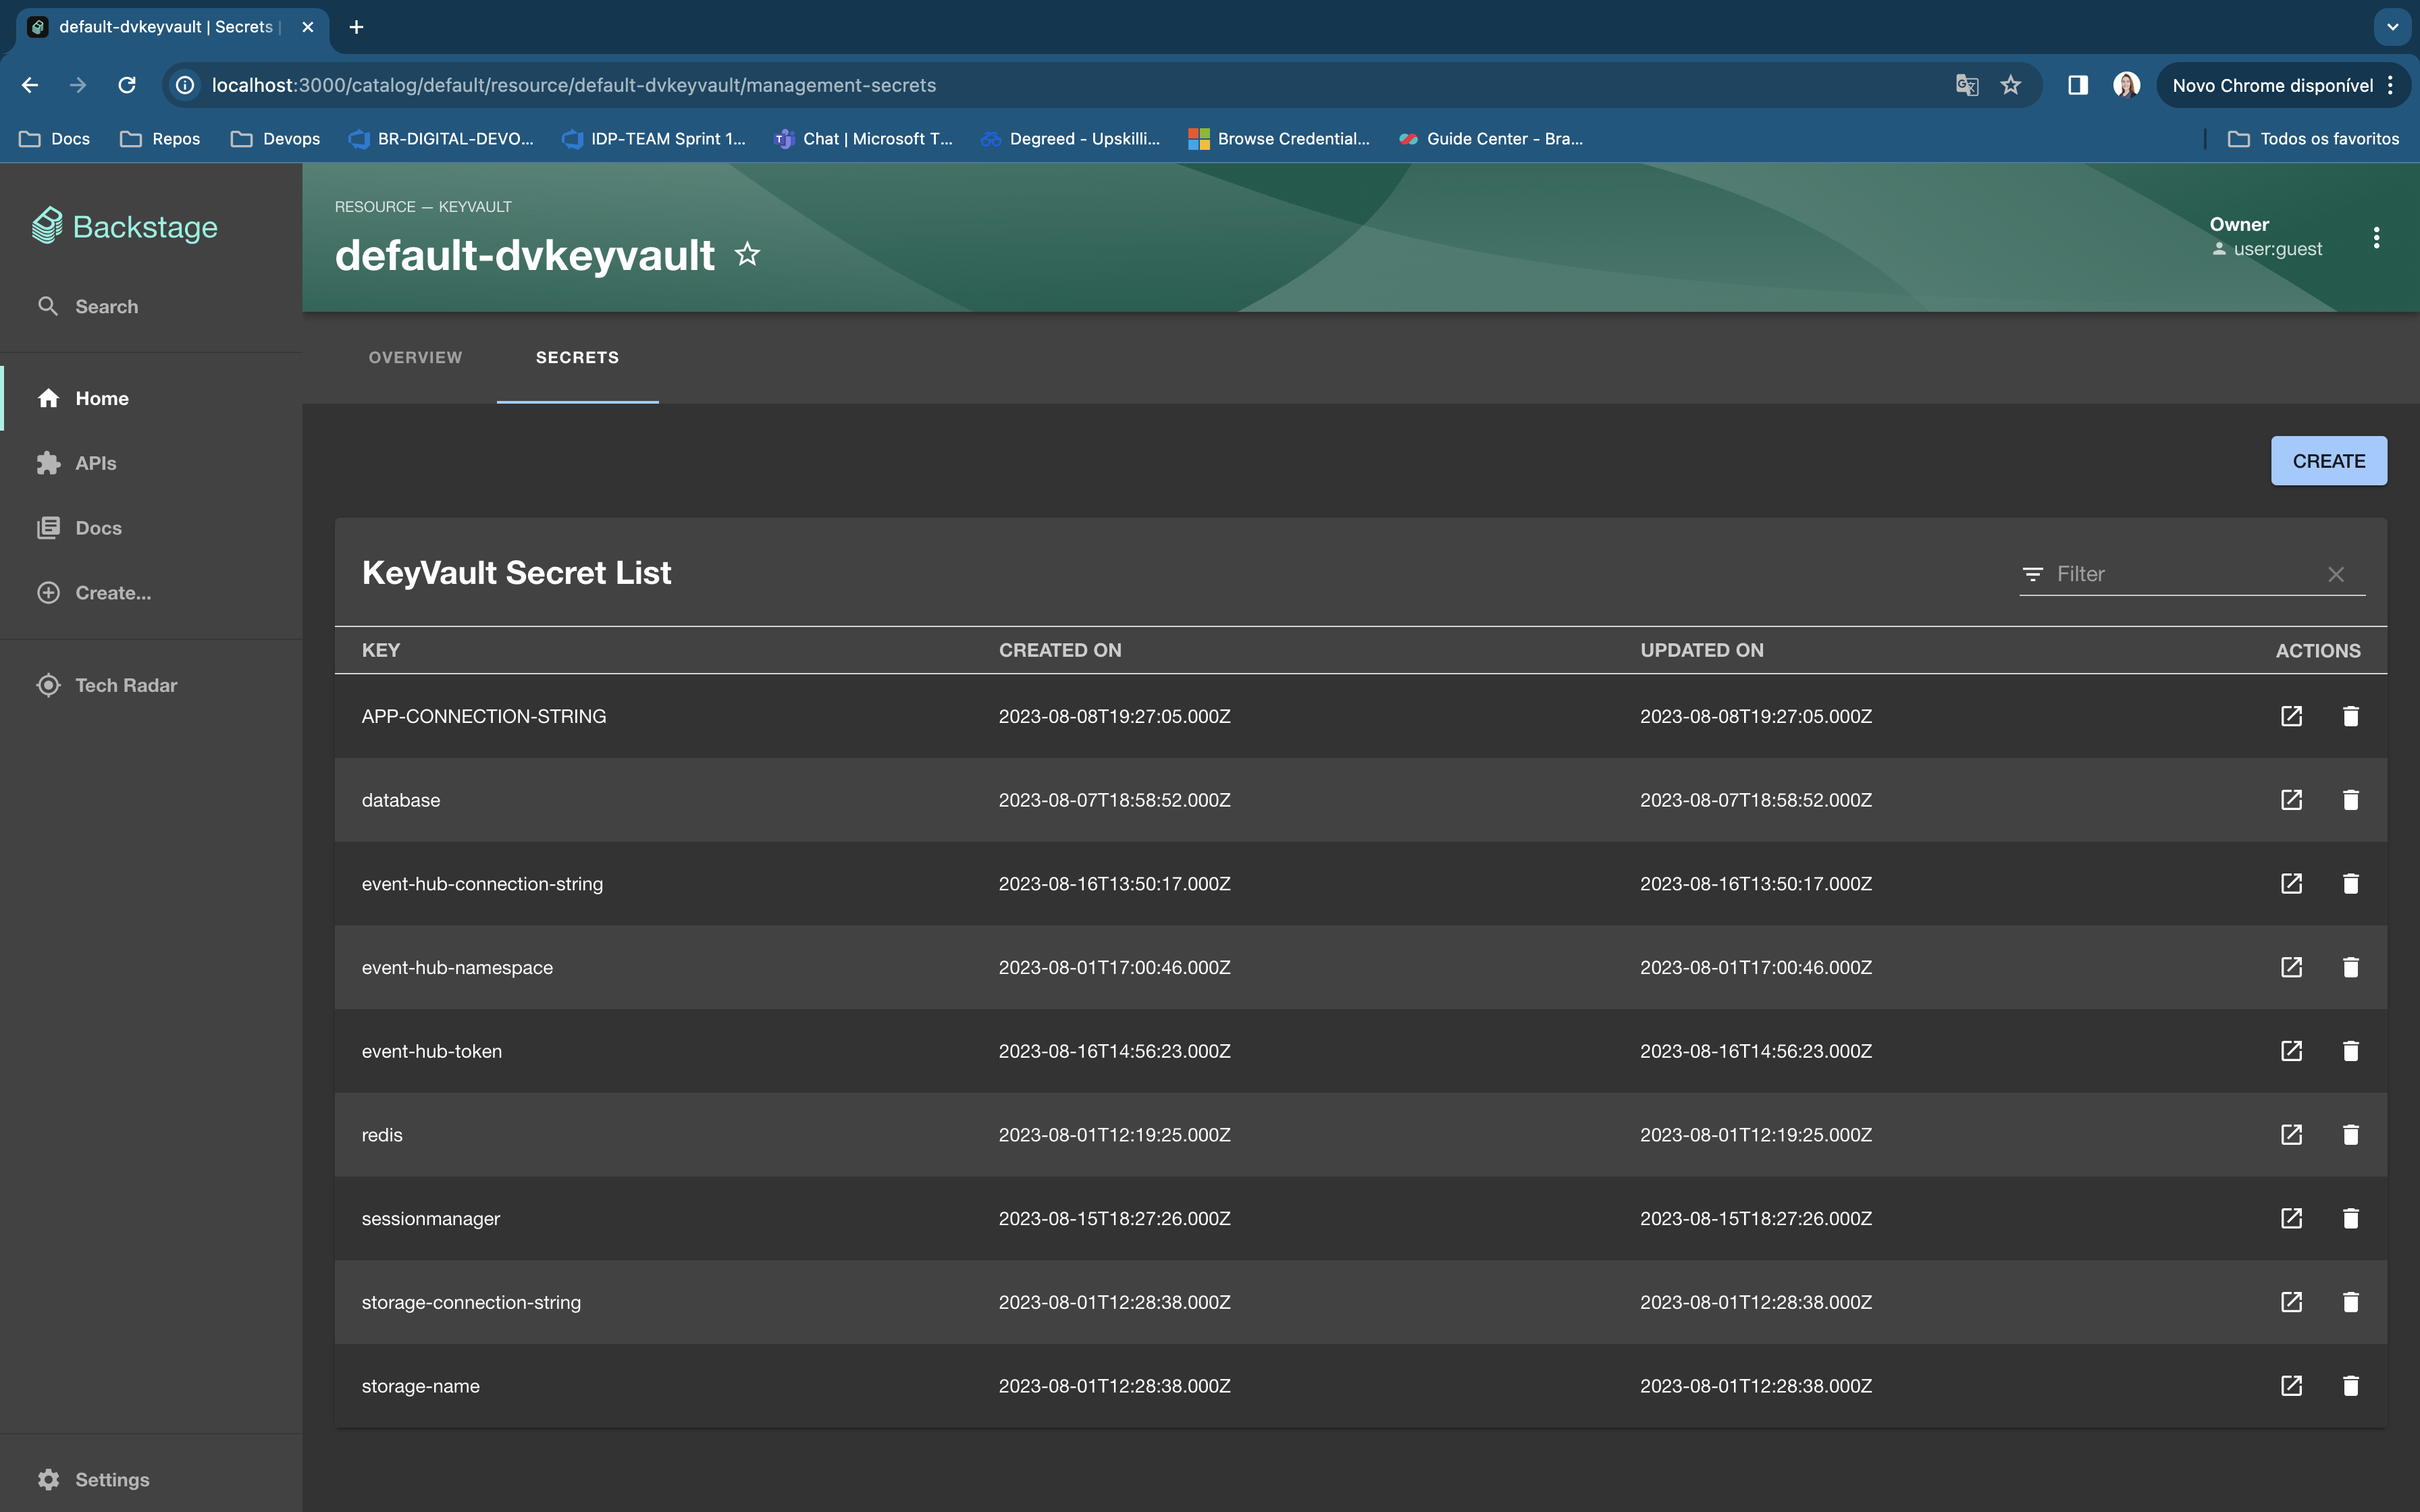 default-dvkeyvault | Secrets |
localhost:3000/catalog/default/resource/default-dvkeyvault/management-secrets
Novo Chrome disponível
Docs Repos Devops BR-DIGITAL-DEVO... IDP-TEAM Sprint 1... Chat | Microsoft T... Degreed - Upskilli... Browse Credential... Guide Center - Bra... Todos os favoritos
Backstage
Search
Home
APIs
Docs
Create...
Tech Radar
Settings
RESOURCE — KEYVAULT
default-dvkeyvault
Owner
user:guest
OVERVIEW SECRETS
CREATE
KeyVault Secret List
Filter
KEY CREATED ON UPDATED ON ACTIONS
APP-CONNECTION-STRING 2023-08-08T19:27:05.000Z 2023-08-08T19:27:05.000Z
database 2023-08-07T18:58:52.000Z 2023-08-07T18:58:52.000Z
event-hub-connection-string 2023-08-16T13:50:17.000Z 2023-08-16T13:50:17.000Z
event-hub-namespace 2023-08-01T17:00:46.000Z 2023-08-01T17:00:46.000Z
event-hub-token 2023-08-16T14:56:23.000Z 2023-08-16T14:56:23.000Z
redis 2023-08-01T12:19:25.000Z 2023-08-01T12:19:25.000Z
sessionmanager 2023-08-15T18:27:26.000Z 2023-08-15T18:27:26.000Z
storage-connection-string 2023-08-01T12:28:38.000Z 2023-08-01T12:28:38.000Z
storage-name 2023-08-01T12:28:38.000Z 2023-08-01T12:28:38.000Z